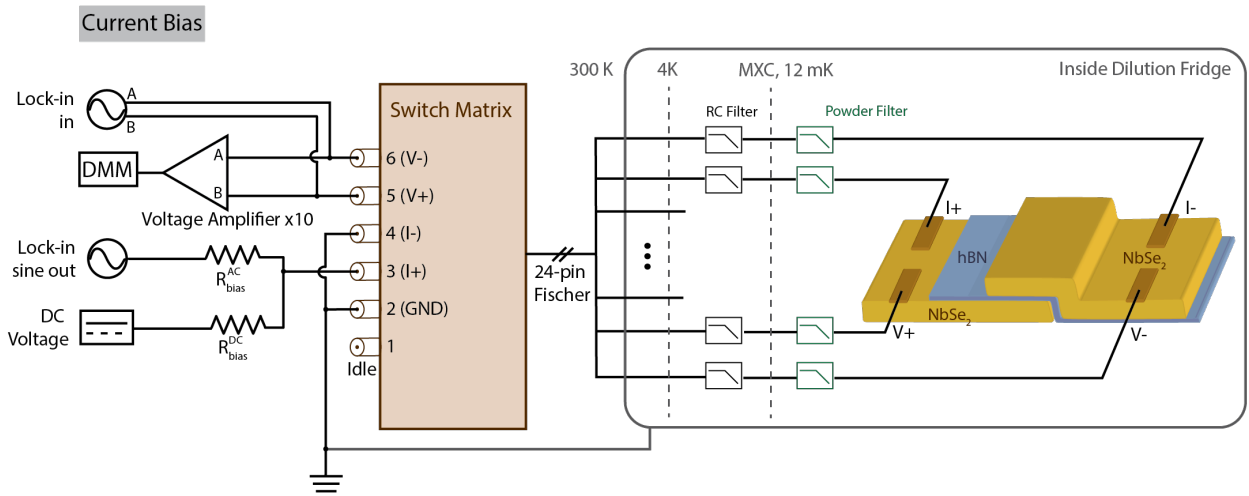 Current Bias
300 K
4K
MXC, 12 mK
Inside Dilution Fridge
Lock-in
in
A
B
Switch Matrix
RC Filter
Powder Filter
DMM
A
B
6 (V-)
5 (V+)
Voltage Amplifier x10
4 (I-)
I+
I-
Lock-in
sine out
R AC bias
3 (I+)
24-pin
Fischer
hBN
NbSe2
DC
Voltage
R DC bias
2 (GND)
NbSe2
V+
V-
1
Idle